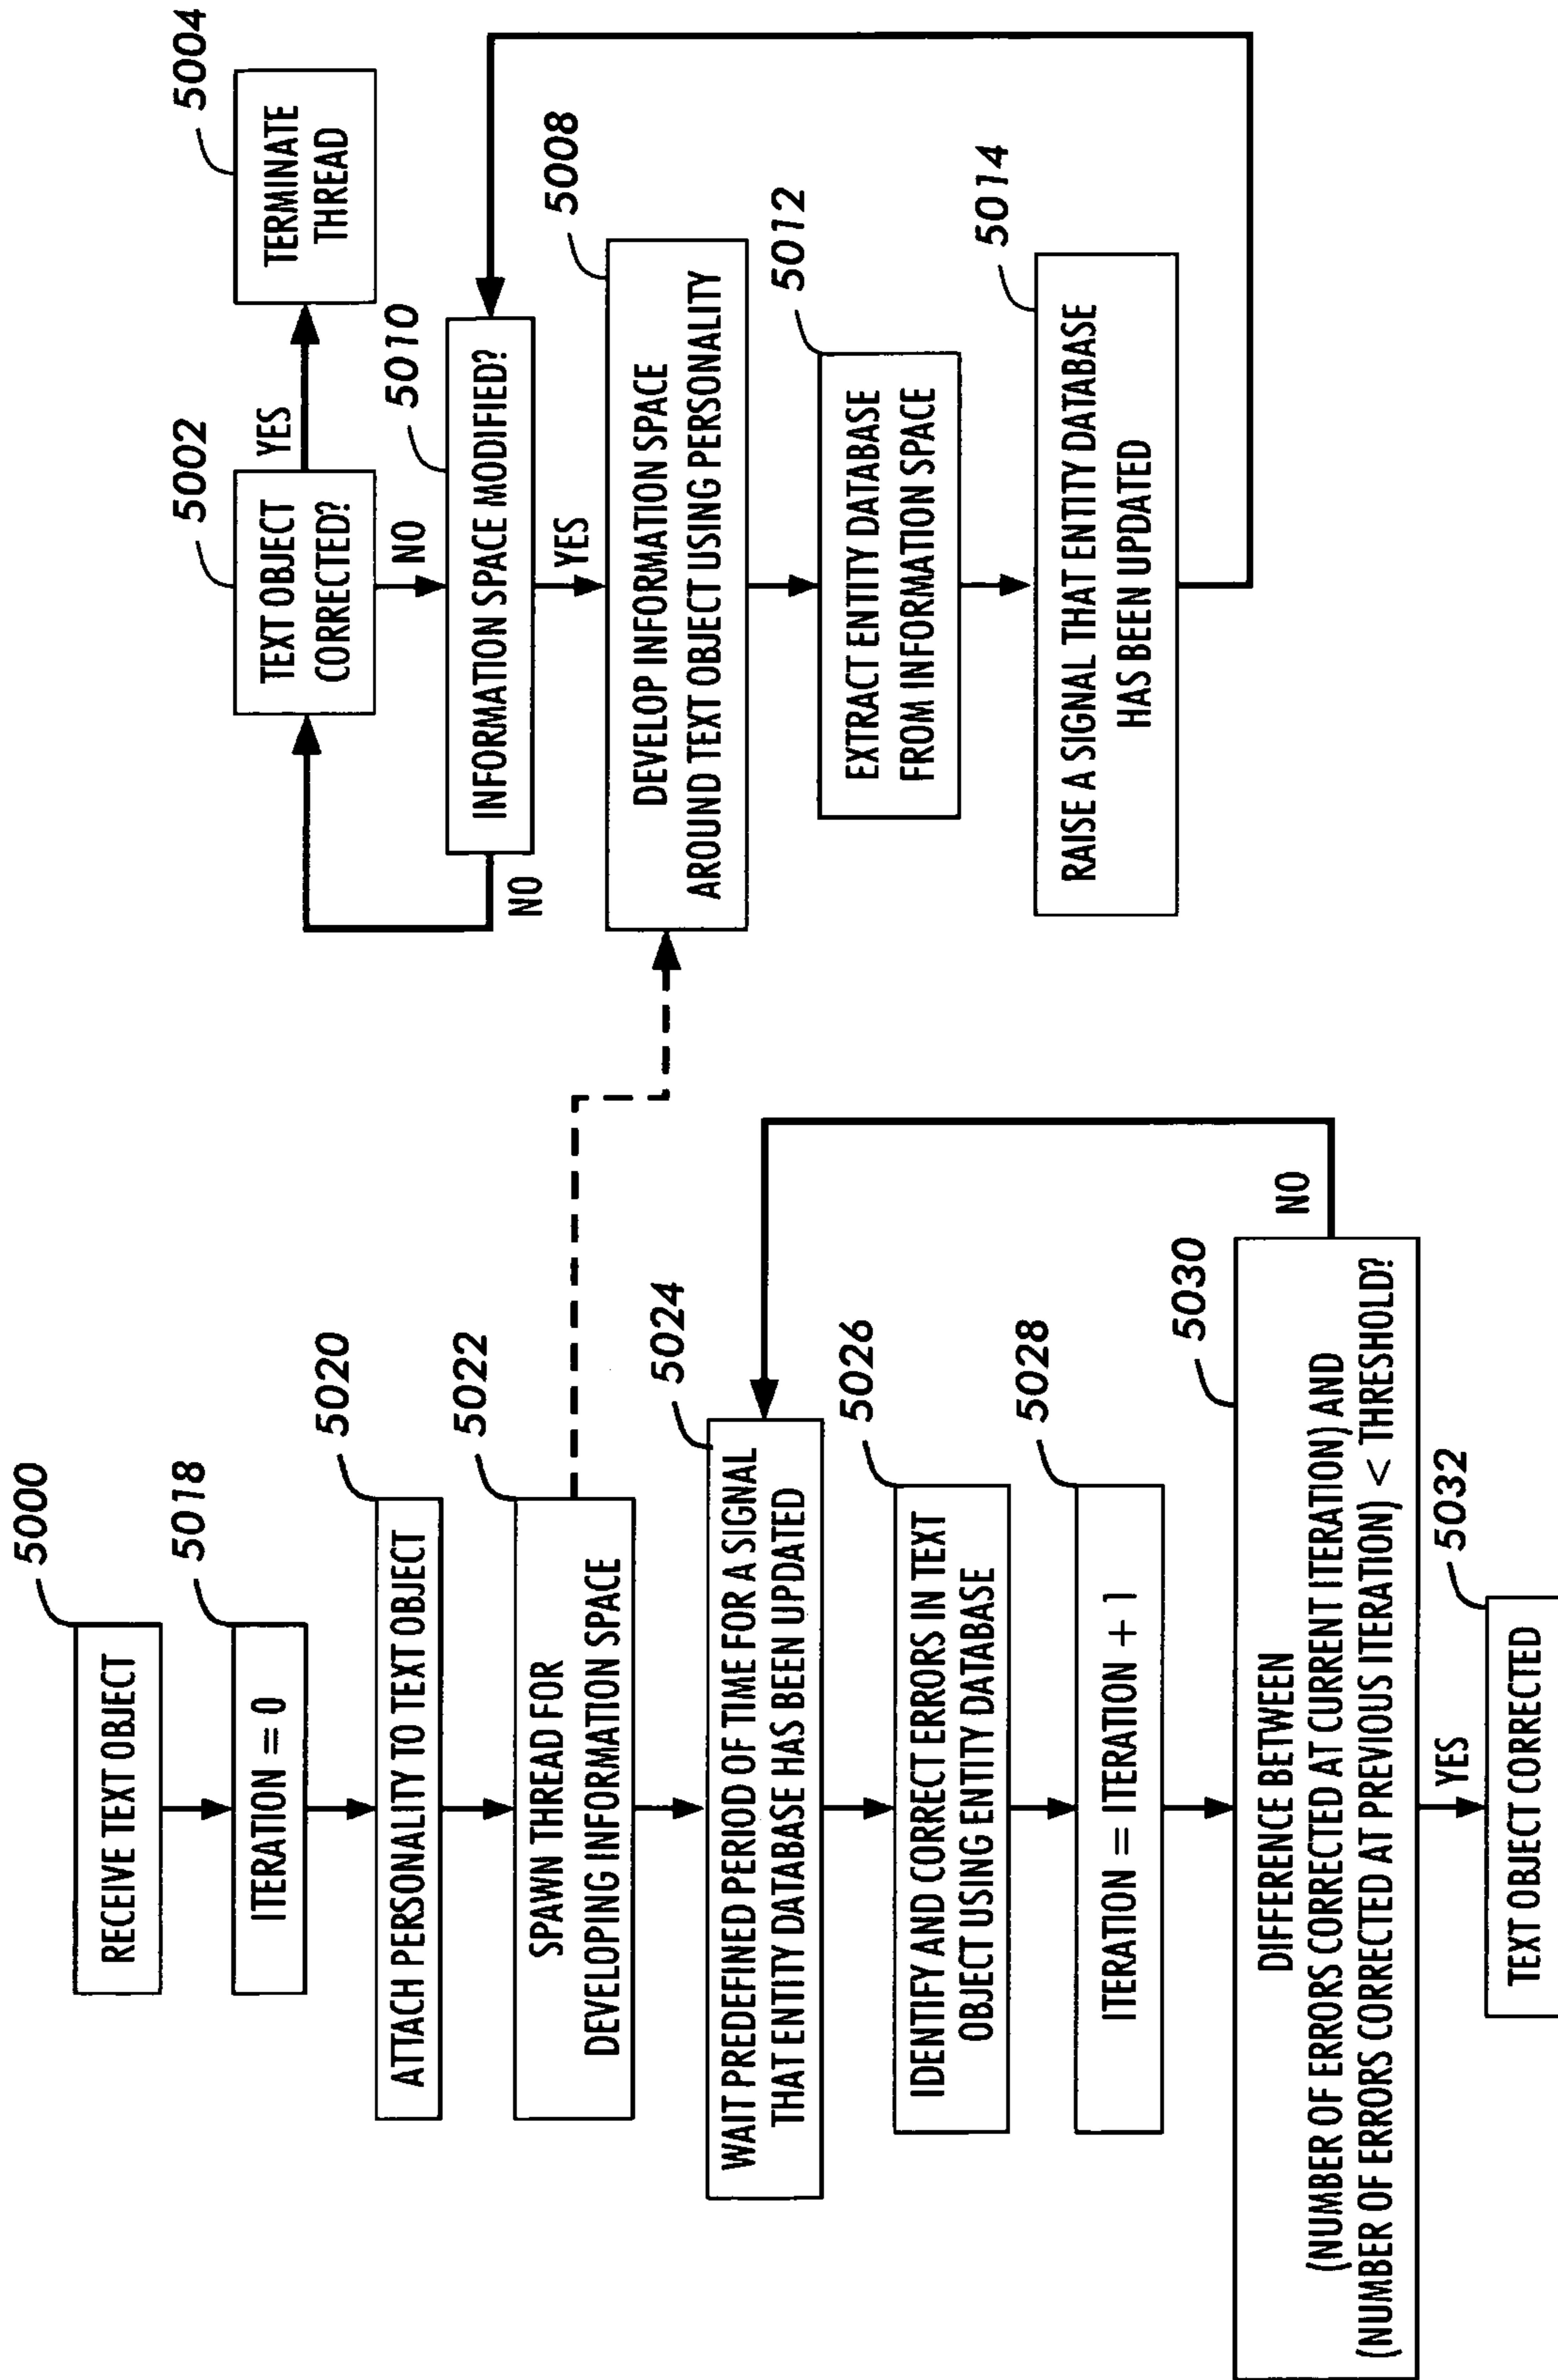 5000
RECEIVE TEXT OBJECT
5018
ITERATION = 0
5020
ATTACH PERSONALITY TO TEXT OBJECT
5022
SPAWN THREAD FOR
DEVELOPING INFORMATION SPACE
5024
WAIT PREDEFINED PERIOD OF TIME FOR A SIGNAL
THAT ENTITY DATABASE HAS BEEN UPDATED
5026
IDENTIFY AND CORRECT ERRORS IN TEXT
OBJECT USING ENTITY DATABASE
5028
ITERATION = ITERATION + 1
5030
DIFFERENCE BETWEEN
(NUMBER OF ERRORS CORRECTED AT CURRENT ITERATION) AND
(NUMBER OF ERRORS CORRECTED AT PREVIOUS ITERATION) < THRESHOLD?
NO
YES
5032
TEXT OBJECT CORRECTED
5002
TEXT OBJECT
CORRECTED?
YES
5004
TERMINATE
THREAD
NO
5010
INFORMATION SPACE MODIFIED?
NO
YES
5008
DEVELOP INFORMATION SPACE
AROUND TEXT OBJECT USING PERSONALITY
5012
EXTRACT ENTITY DATABASE
FROM INFORMATION SPACE
5014
RAISE A SIGNAL THAT ENTITY DATABASE
HAS BEEN UPDATED